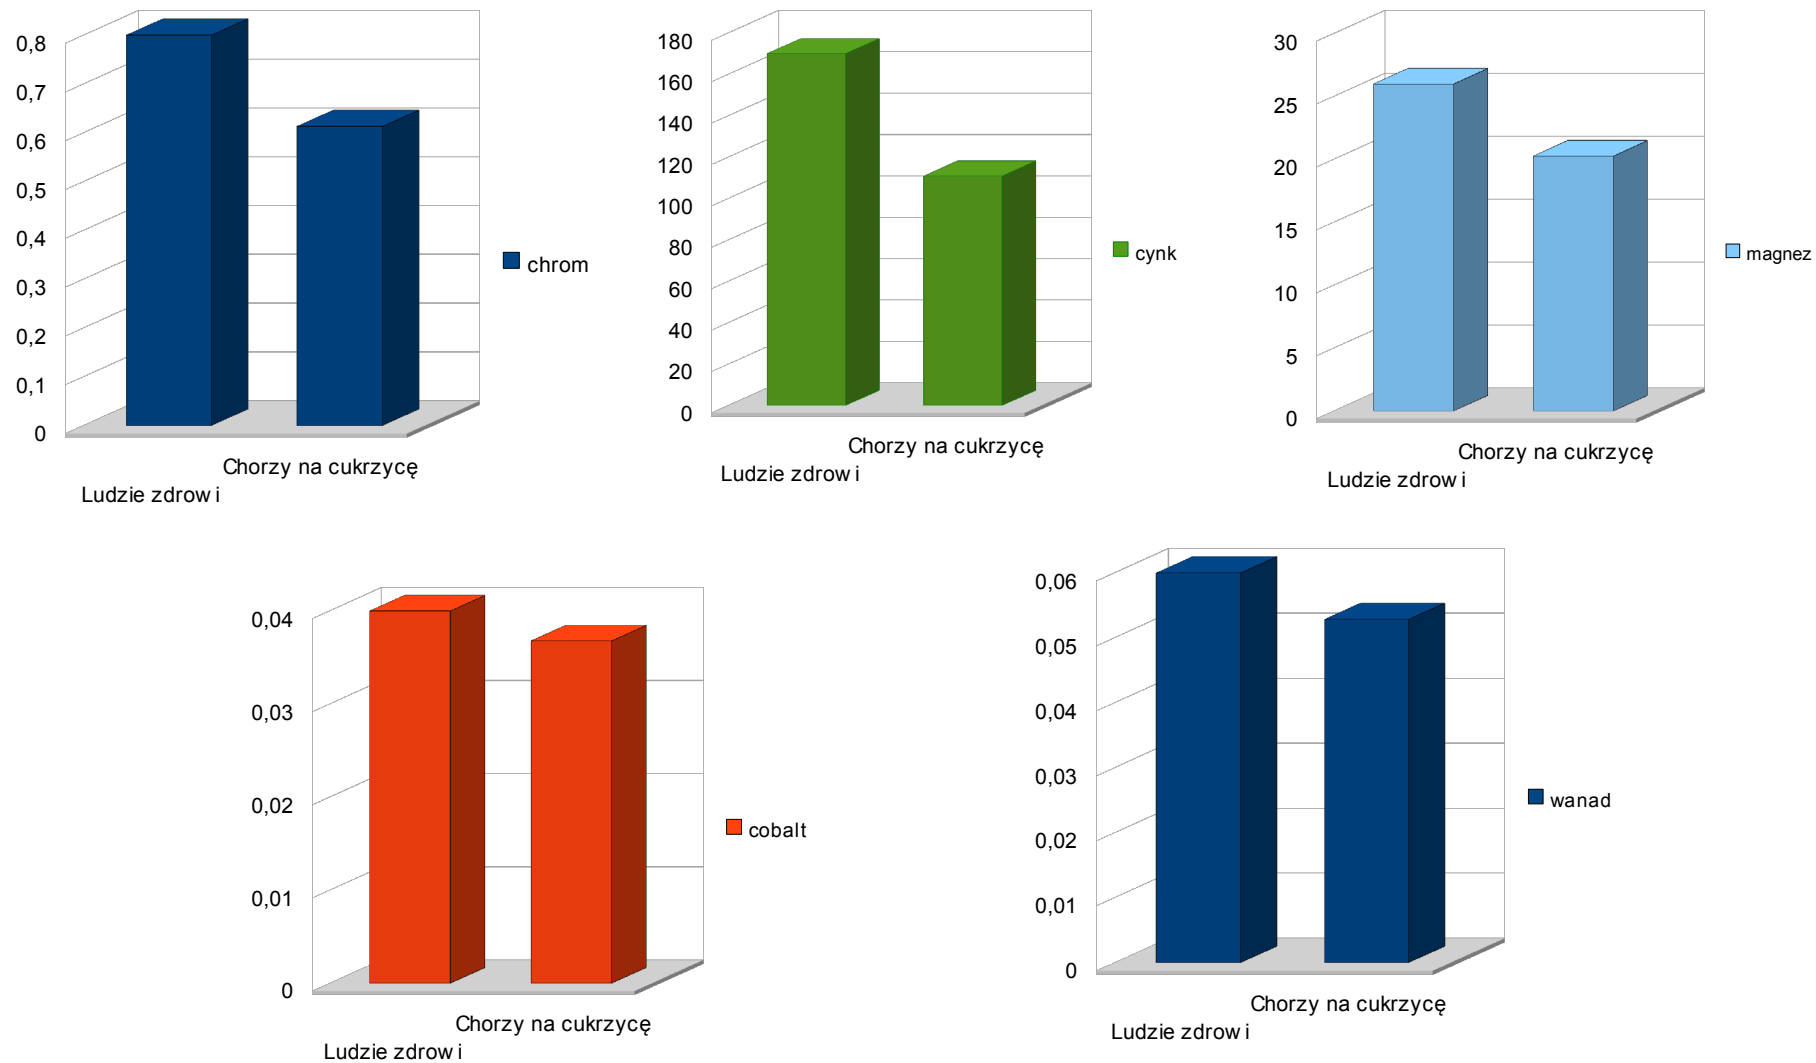 0,8
0,7
0,6
0,5
0,4
0,3
0,2
0,1
0
chrom
Chorzy na cukrzycę
Ludzie zdrow i
180
160
140
120
100
80
60
40
20
0
cynk
Chorzy na cukrzycę
Ludzie zdrow i
30
25
20
15
10
5
0
magnez
Chorzy na cukrzycę
Ludzie zdrow i
0,04
0,03
0,02
0,01
0
cobalt
Chorzy na cukrzycę
Ludzie zdrow i
0,06
0,05
0,04
0,03
0,02
0,01
0
wanad
Chorzy na cukrzycę
Ludzie zdrow i